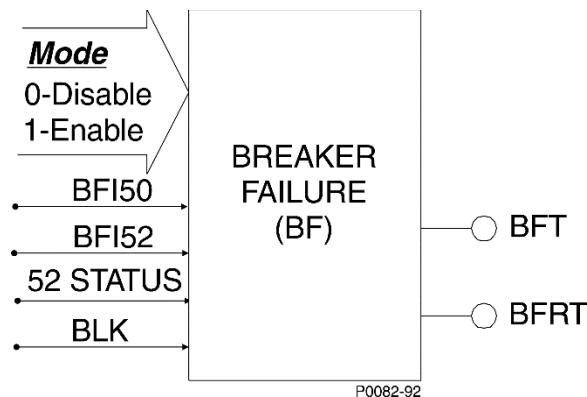 Mode
0-Disable
1-Enable
BFI50
BFI52
52 STATUS
BLK
BREAKER
FAILURE
(BF)
BFT
BFRT
P0082-92